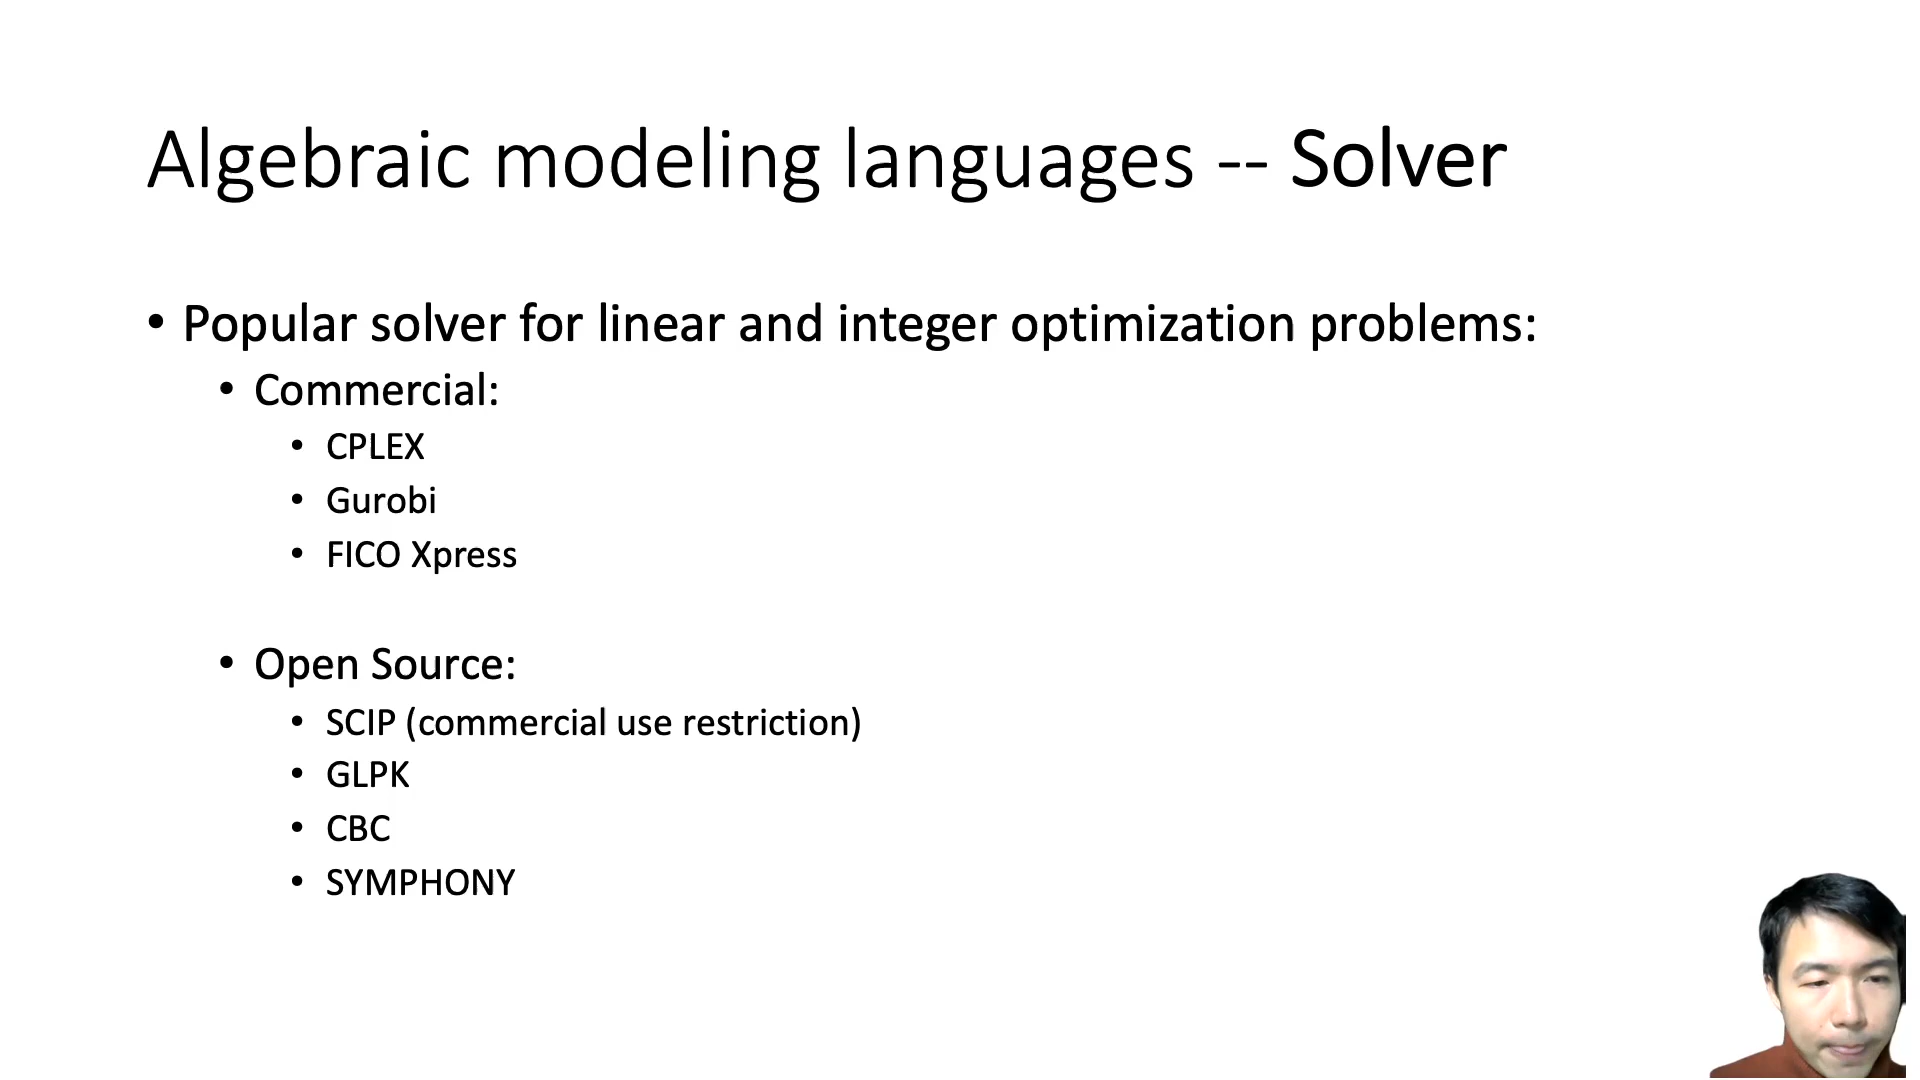 Algebraic modeling languages -- Solver
• Popular solver for linear and integer optimization problems:
• Commercial:
• CPLEX
• Gurobi
• FICO Xpress
• Open Source:
• SCIP (commercial use restriction)
• GLPK
• CBC
• SYMPHONY